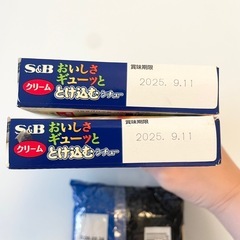 S&B
おいしさ
ギューッと
クリーム
とけ込むシチュー
賞味期限
2025. 9.11
S&B
おいしさ
ギューッと
クリーム
とけ込むシチュー
賞味期限
2025. 9.11